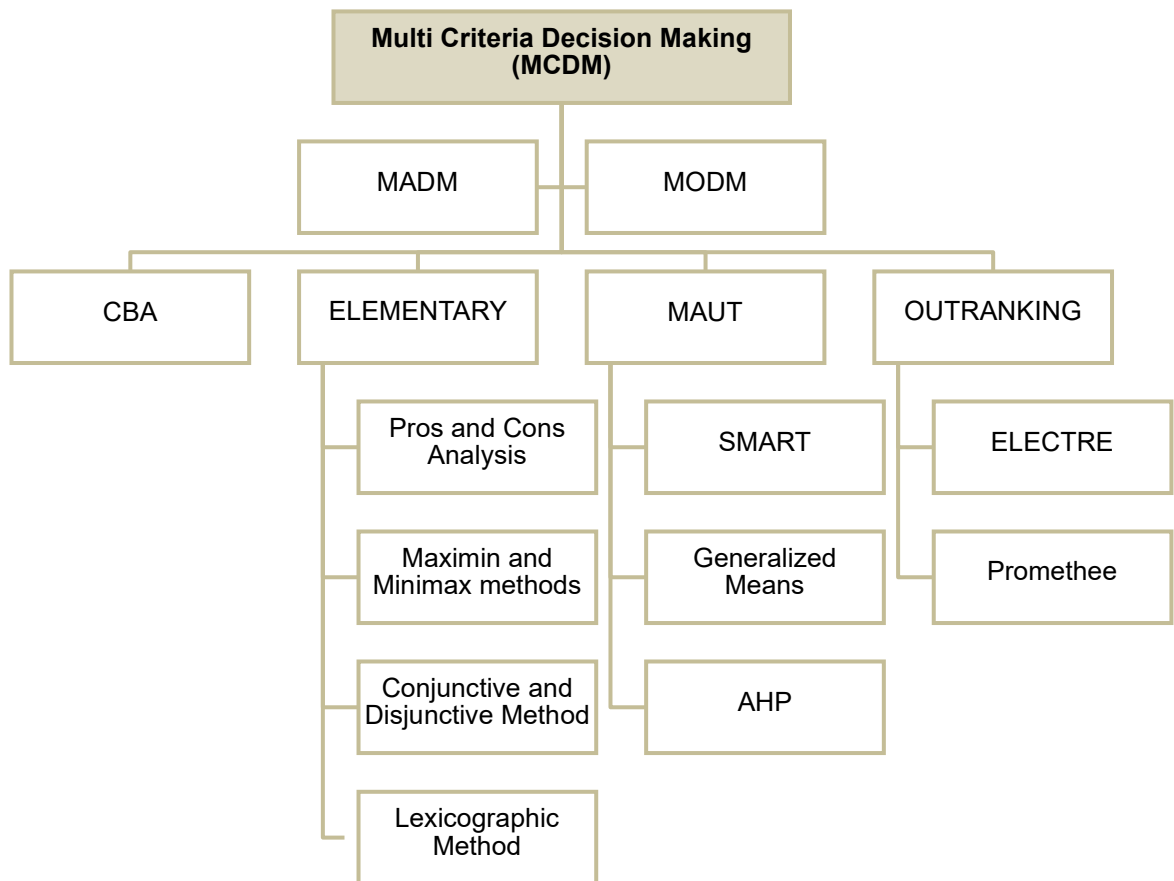 Multi Criteria Decision Making
(MCDM)
MADM
MODM
CBA
ELEMENTARY
MAUT
OUTRANKING
Pros and Cons
Analysis
SMART
ELECTRE
Maximin and
Minimax methods
Generalized
Means
Promethee
Conjunctive and
Disjunctive Method
AHP
Lexicographic
Method